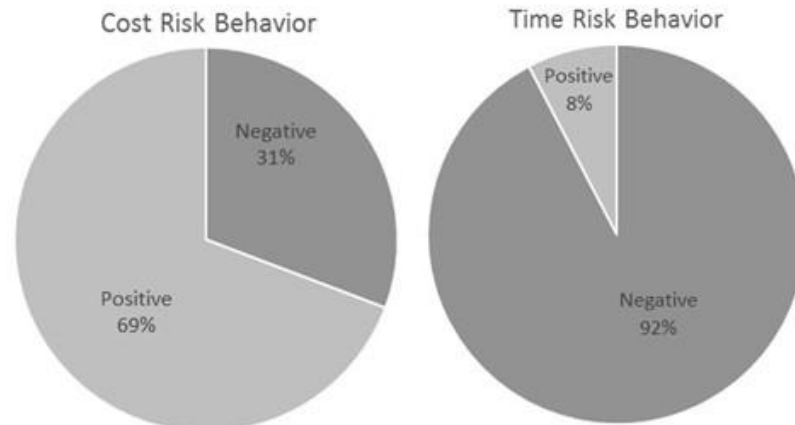 Cost Risk Behavior
Negative
31%
Positive
69%
Time Risk Behavior
Positive
8%
Negative
92%